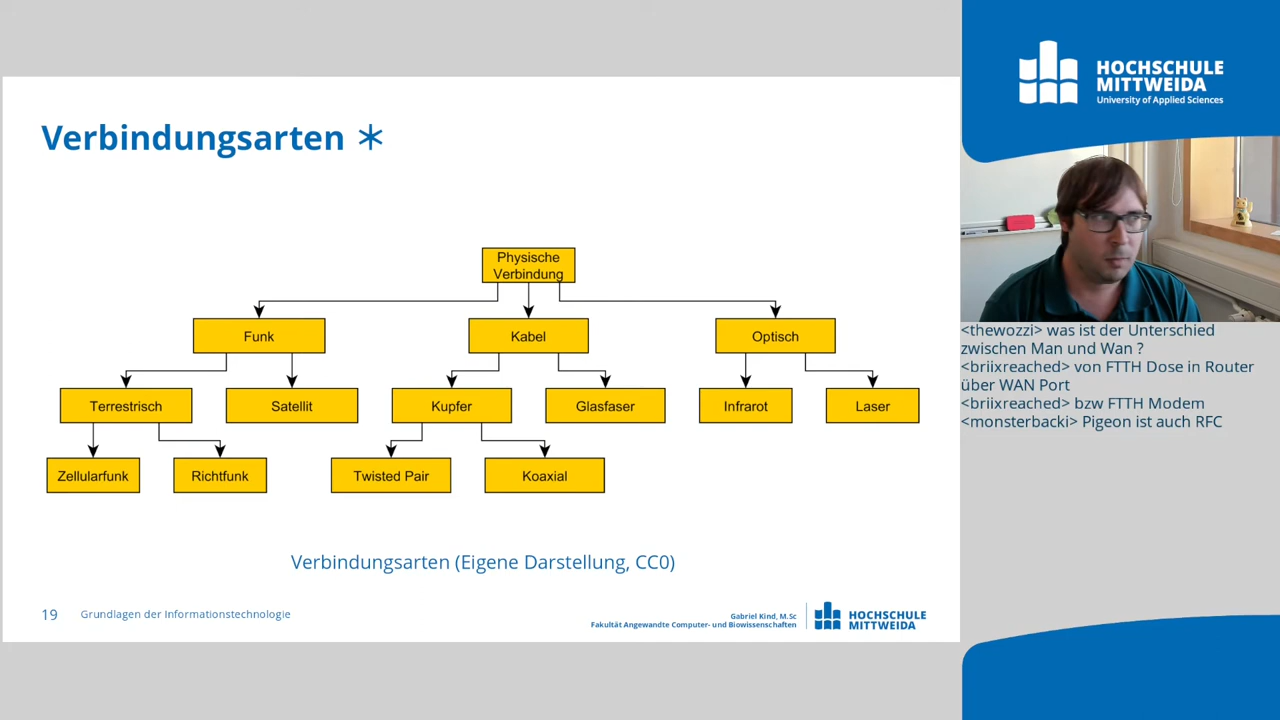 Verbindungsarten *
Physische
Verbindung
Funk
Kabel
Optisch
Terrestrisch
Satellit
Kupfer
Glasfaser
Infrarot
Laser
Zellularfunk
Richtfunk
Twisted Pair
Koaxial
Verbindungsarten (Eigene Darstellung, CC0)
19 Grundlagen der Informationstechnologie
Gabriel Kind, M.Sc
Fakultät Angewandte Computer- und Biowissenschaften
HOCHSCHULE
MITTWEIDA
HOCHSCHULE
MITTWEIDA
University of Applied Sciences
<thewozzi> was ist der Unterschied
zwischen Man und Wan ?
<briixreached> von FTTH Dose in Router
über WAN Port
<briixreached> bzw FTTH Modem
<monsterbacki> Pigeon ist auch RFC